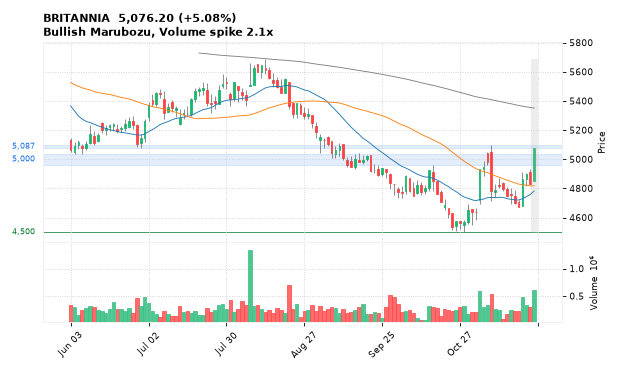 BRITANNIA 5,076.20 (+5.08%)
Bullish Marubozu, Volume spike 2.1x
5800
5600
5400
5200
5000
4800
4600
Price
5,087
5,000
4,500
1.0
0.5
Volume 10⁶
Jun 03
Jul 02
Jul 30
Aug 27
Sep 25
Oct 27